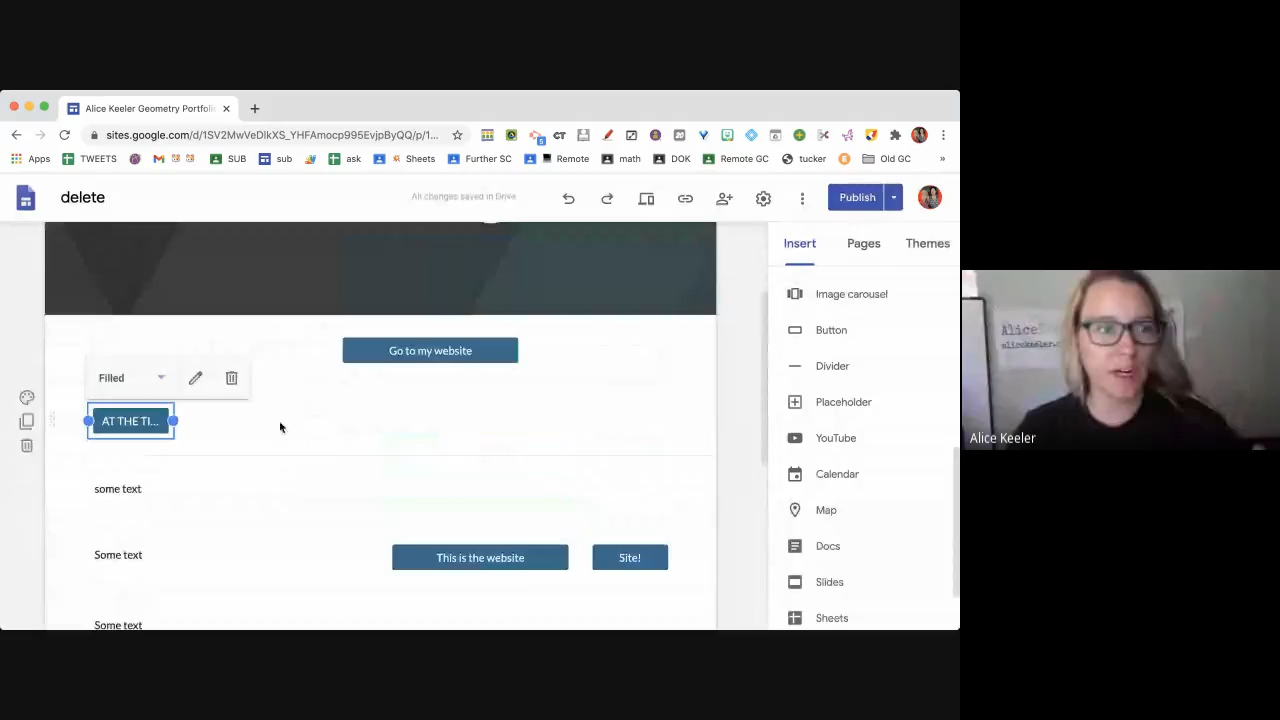 Alice Keeler Geometry Portfoli
sites.google.com/d/1SV2MwVeDlkXS_YHFAmocp995EvjpByQQ/p/1...
Apps TWEETS SUB sub ask Sheets Further SC Remote math DOK Remote GC tucker Old GC »
delete
All changes saved in Drive
Publish
Insert Pages Themes
Image carousel
Button
Divider
Placeholder
YouTube
Calendar
Map
Docs
Slides
Sheets
Go to my website
Filled
AT THE TI...
some text
Some text
This is the website
Site!
Some text
Alice
Alice Keeler